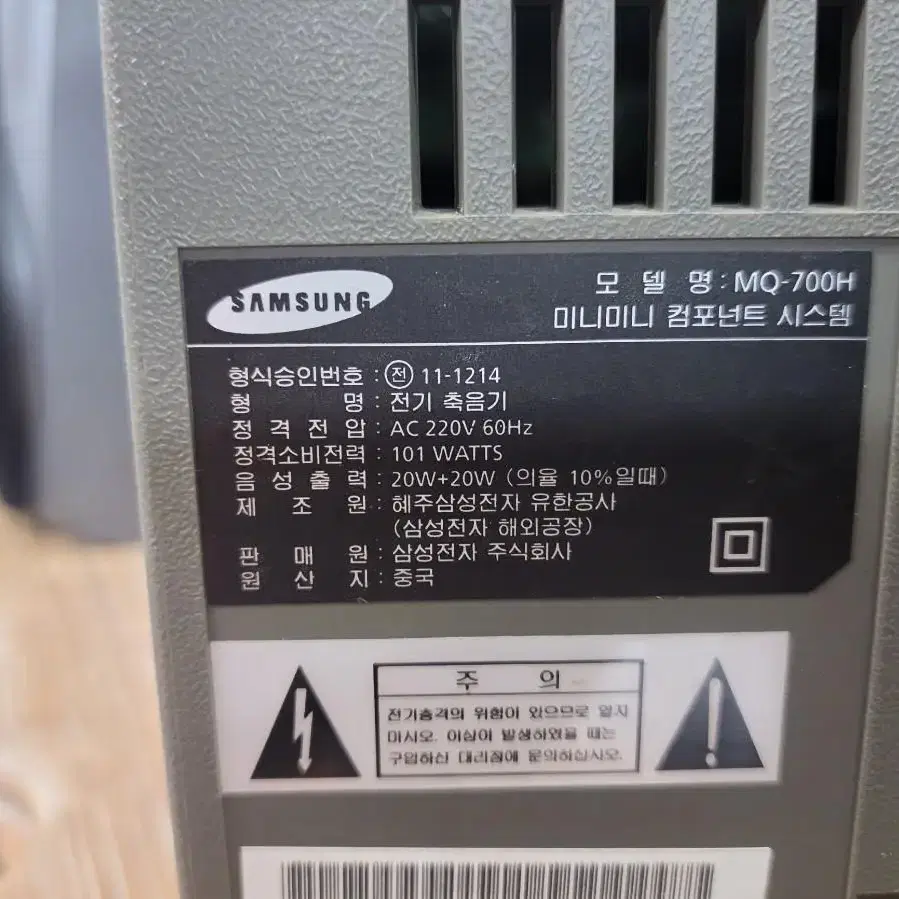 SAMSUNG
모 델 명 : MQ-700H
미니미니 컴포넌트 시스템
형식승인번호 : 전 11-1214
형 명 : 전기 축음기
정 격 전 압 : AC 220V 60Hz
정격소비전력 : 101 WATTS
음 성 출 력 : 20W+20W (의율 10%일때)
제 조 원 : 혜주삼성전자 유한공사
(삼성전자 해외공장)
판 매 원 : 삼성전자 주식회사
원 산 지 : 중국
주 의
전기충격의 위험이 있으므로 열지
마시오. 이상이 발생하였을 때는
구입하신 대리점에 문의하십시오.